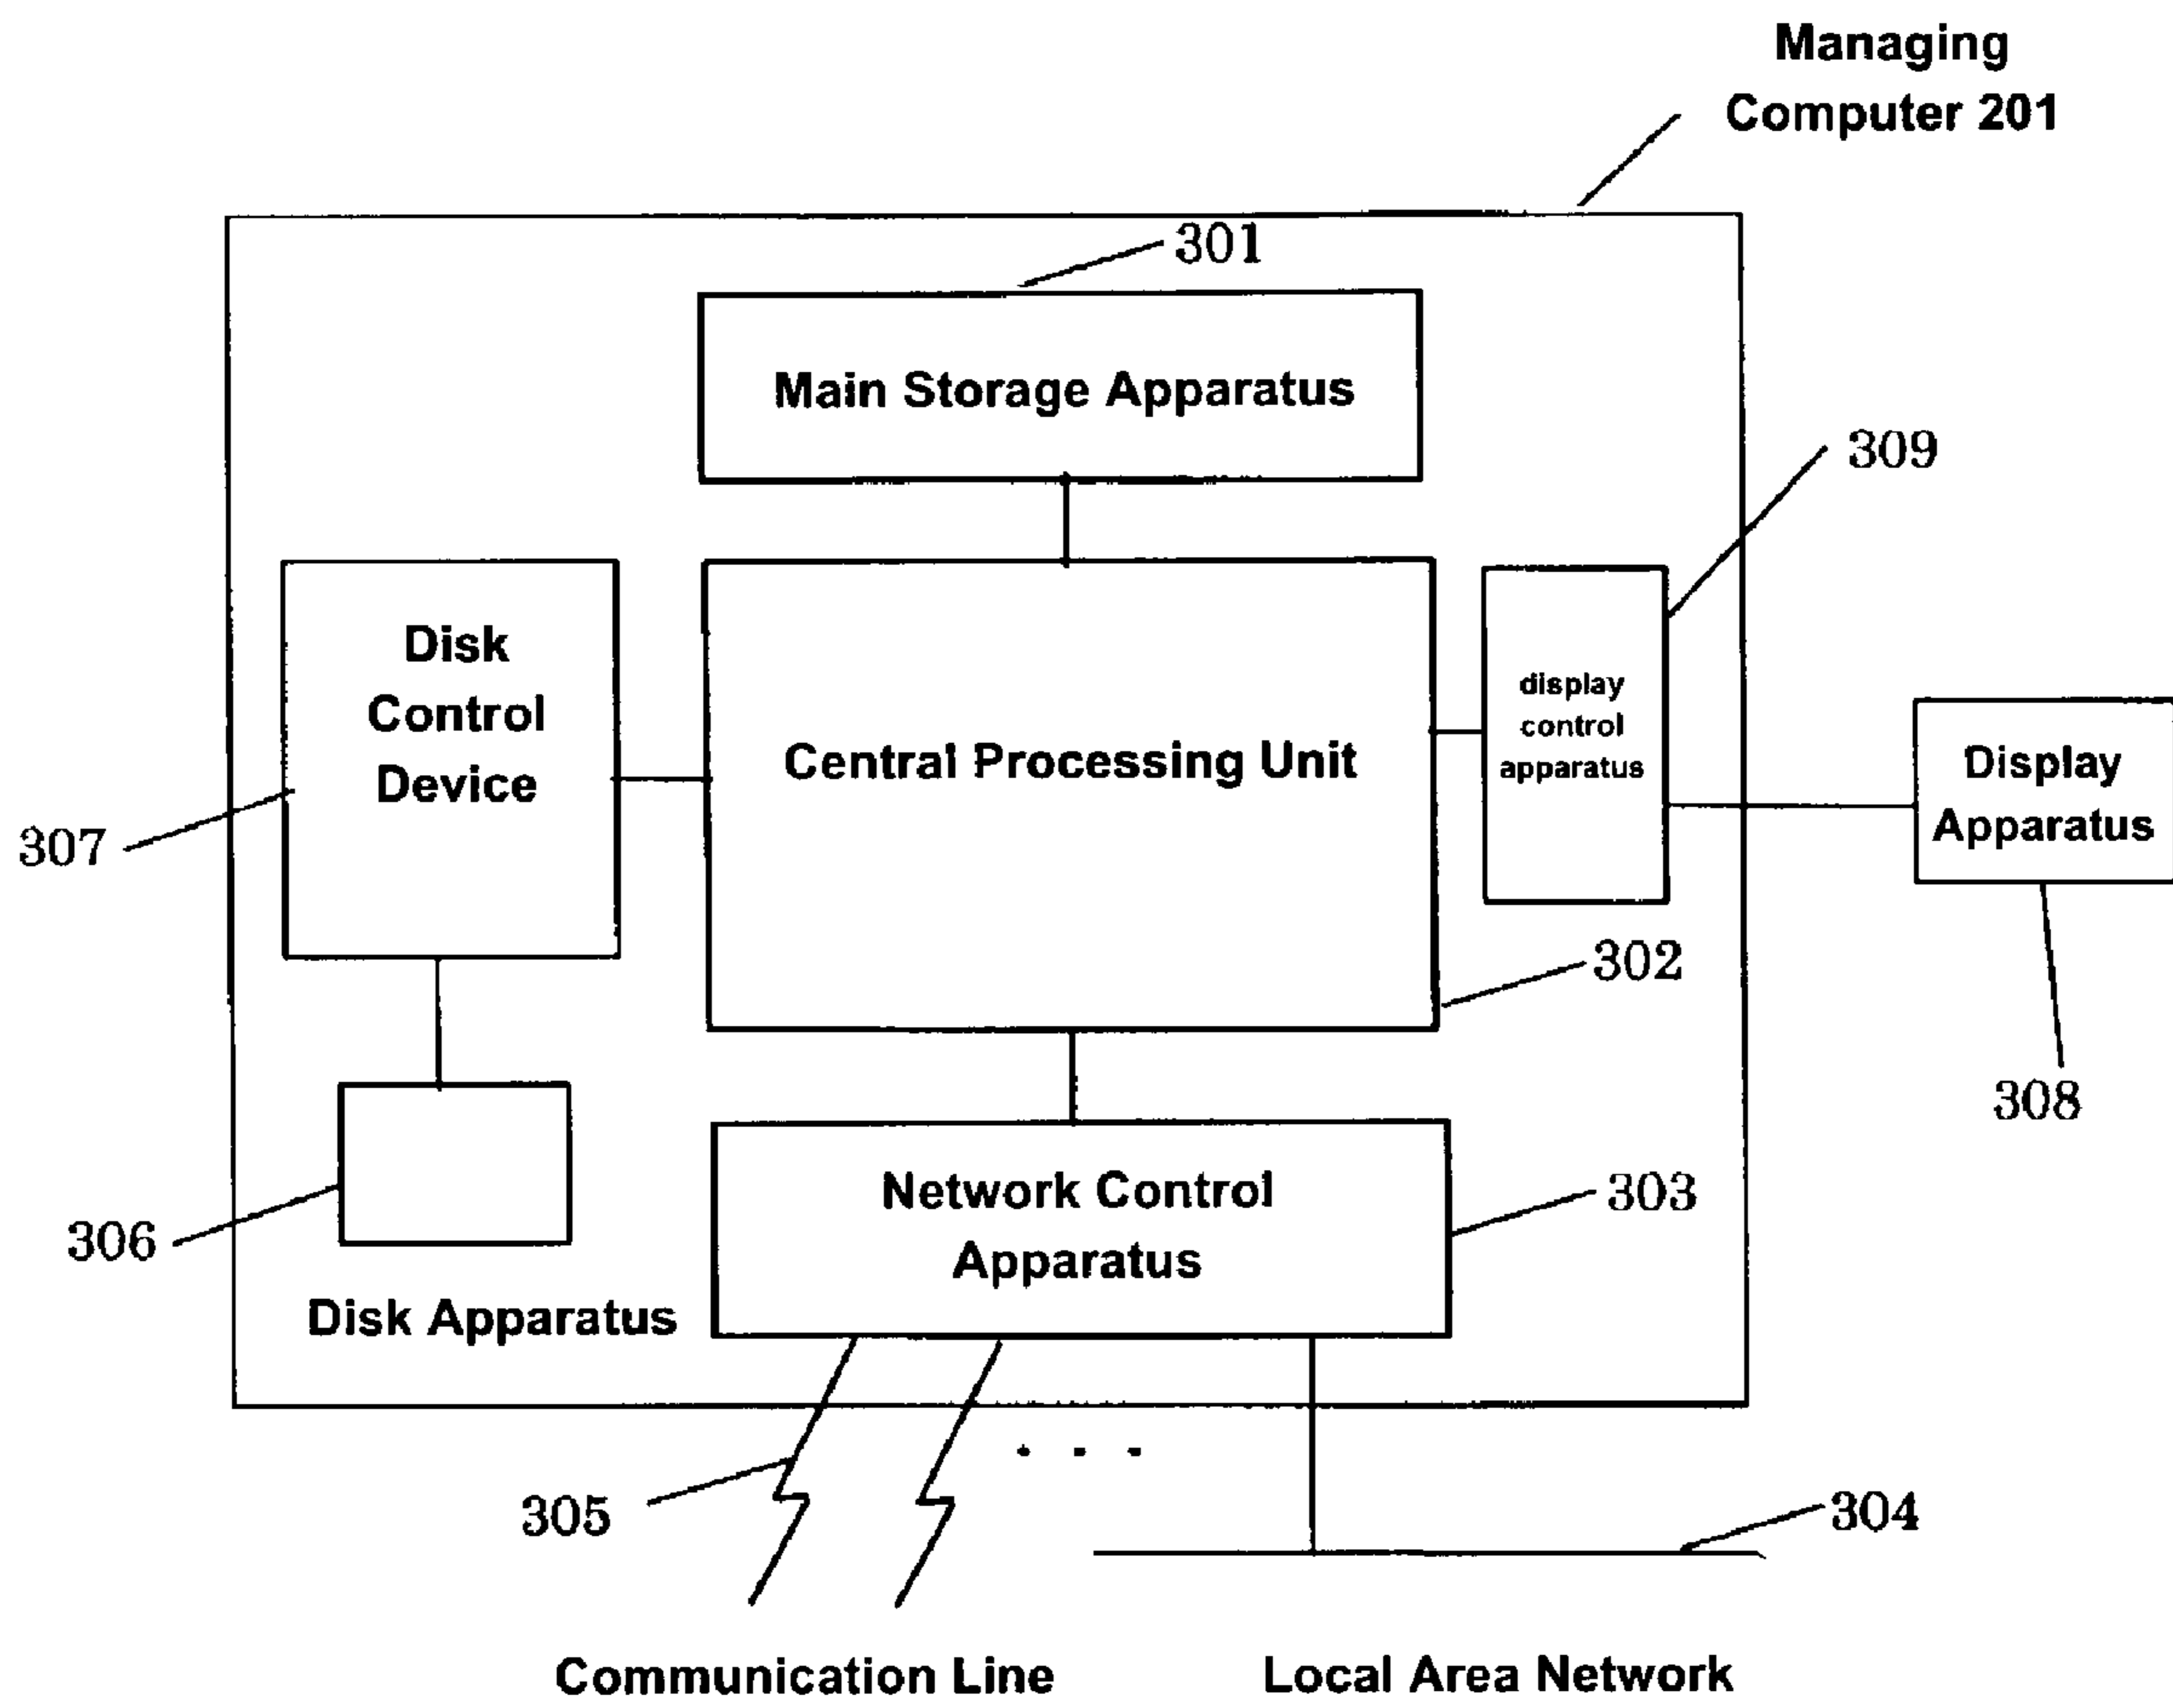 Managing
Computer 201
301
Main Storage Apparatus
309
Disk
Control
Device
Central Processing Unit
display
control
apparatus
Display
Apparatus
307
302
308
Network Control
Apparatus
303
306
Disk Apparatus
. . .
305
304
Communication Line
Local Area Network